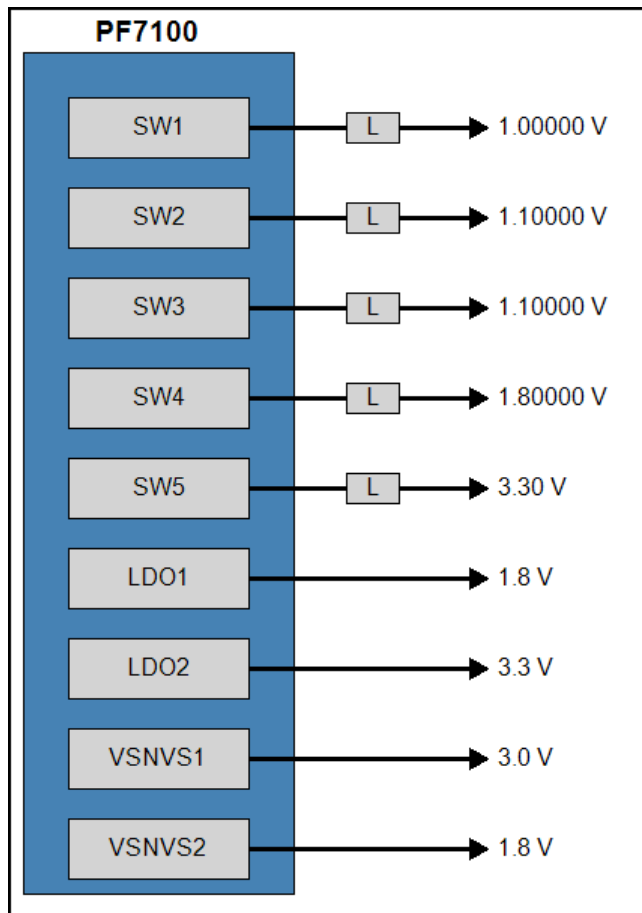 PF7100
SW1 L 1.00000 V
SW2 L 1.10000 V
SW3 L 1.10000 V
SW4 L 1.80000 V
SW5 L 3.30 V
LDO1 1.8 V
LDO2 3.3 V
VSNVS1 3.0 V
VSNVS2 1.8 V